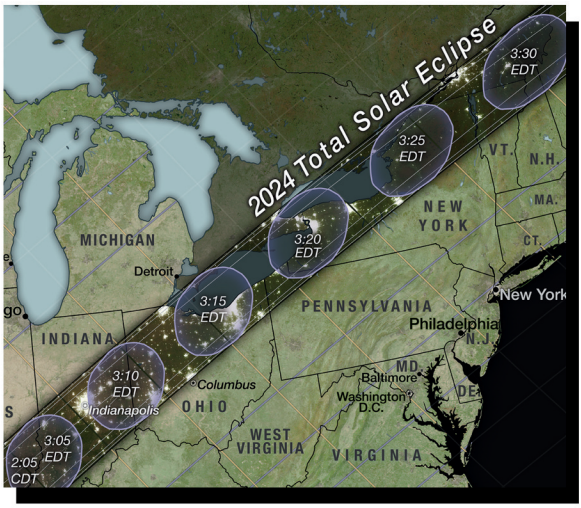 2024 Total Solar Eclipse
3:30
EDT
3:25
EDT
VT.
N.H.
MA.
CT.
NEW
YORK
MICHIGAN
3:20
EDT
Detroit
3:15
EDT
New York
PENNSYLVANIA
Philadelphia
N.J.
INDIANA
MD.
Baltimore
DE
Washington
D.C.
3:10
EDT
Columbus
Indianapolis
OHIO
3:05
EDT
2:05
CDT
WEST
VIRGINIA
VIRGINIA
e
go
S